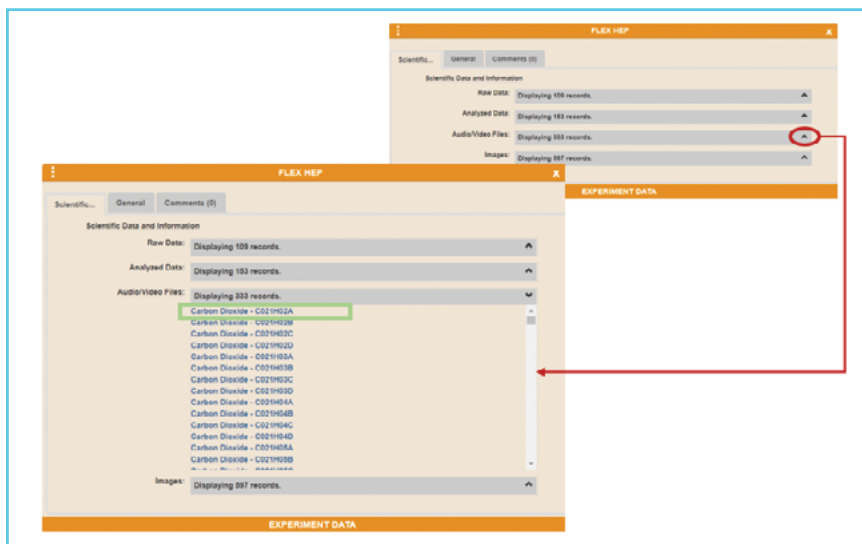 FLEX HEP X
Scientific... General Comments (0)
Scientific Data and Information
Raw Data: Displaying 109 records.
Analyzed Data: Displaying 153 records.
Audio/Video Files: Displaying 333 records.
Images: Displaying 897 records.
EXPERIMENT DATA
FLEX HEP X
Scientific... General Comments (0)
Scientific Data and Information
Raw Data: Displaying 109 records.
Analyzed Data: Displaying 153 records.
Audio/Video Files: Displaying 333 records.
Carbon Dioxide - C021H02A
Carbon Dioxide - C021H02B
Carbon Dioxide - C021H02C
Carbon Dioxide - C021H02D
Carbon Dioxide - C021H03A
Carbon Dioxide - C021H03B
Carbon Dioxide - C021H03C
Carbon Dioxide - C021H03D
Carbon Dioxide - C021H04A
Carbon Dioxide - C021H04B
Carbon Dioxide - C021H04C
Carbon Dioxide - C021H04D
Carbon Dioxide - C021H05A
Carbon Dioxide - C021H05B
Images: Displaying 897 records.
EXPERIMENT DATA